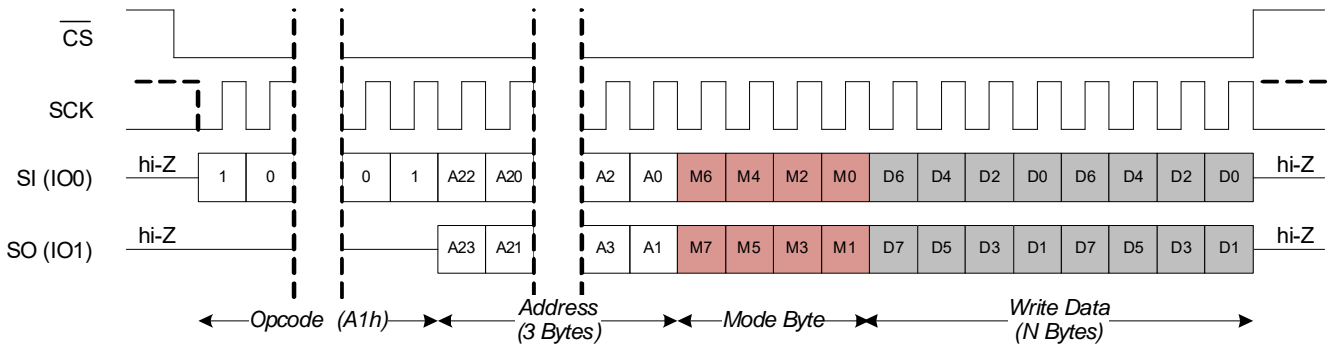 CS
SCK
SI (IO0) hi-Z 1 0 0 1 A22 A20 A2 A0 M6 M4 M2 M0 D6 D4 D2 D0 D6 D4 D2 D0 hi-Z
SO (IO1) hi-Z A23 A21 A3 A1 M7 M5 M3 M1 D7 D5 D3 D1 D7 D5 D3 D1 hi-Z
Opcode (A1h) Address Mode Byte Write Data
(3 Bytes) (N Bytes)